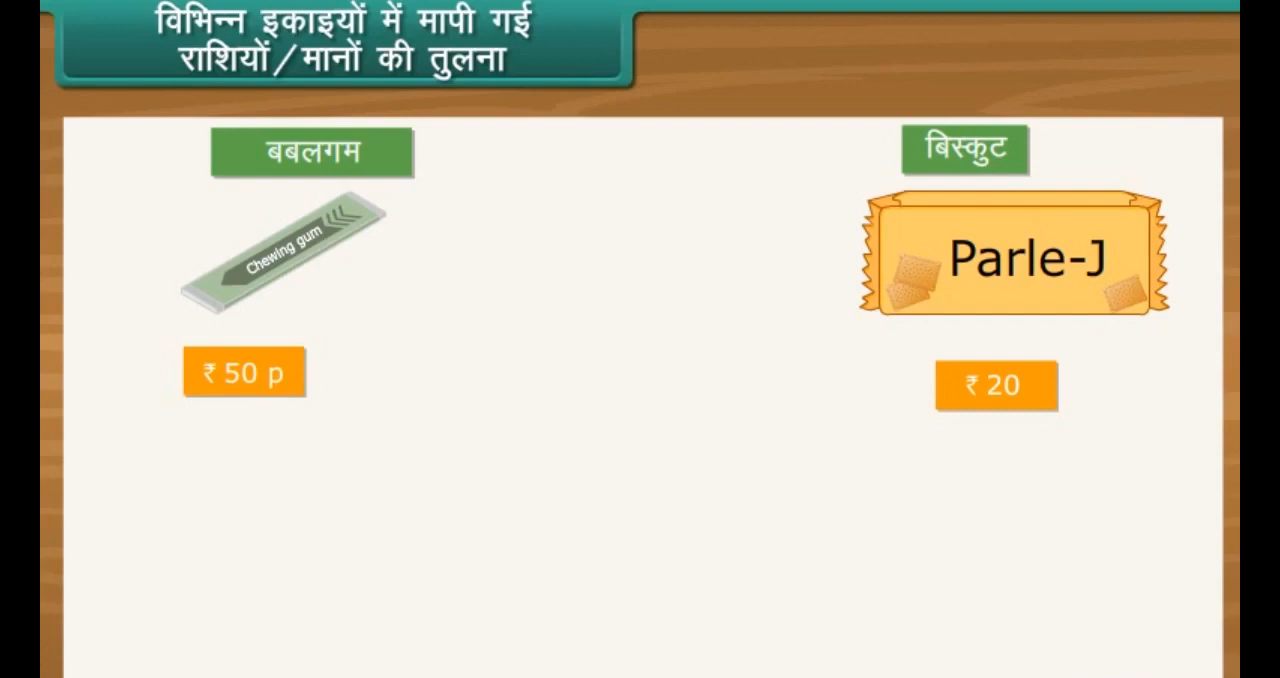 विभिन्न इकाइयों में मापी गई
राशियों/मानों की तुलना
बबलगम
बिस्कुट
Chewing gum
Parle-J
₹ 50 p
₹ 20